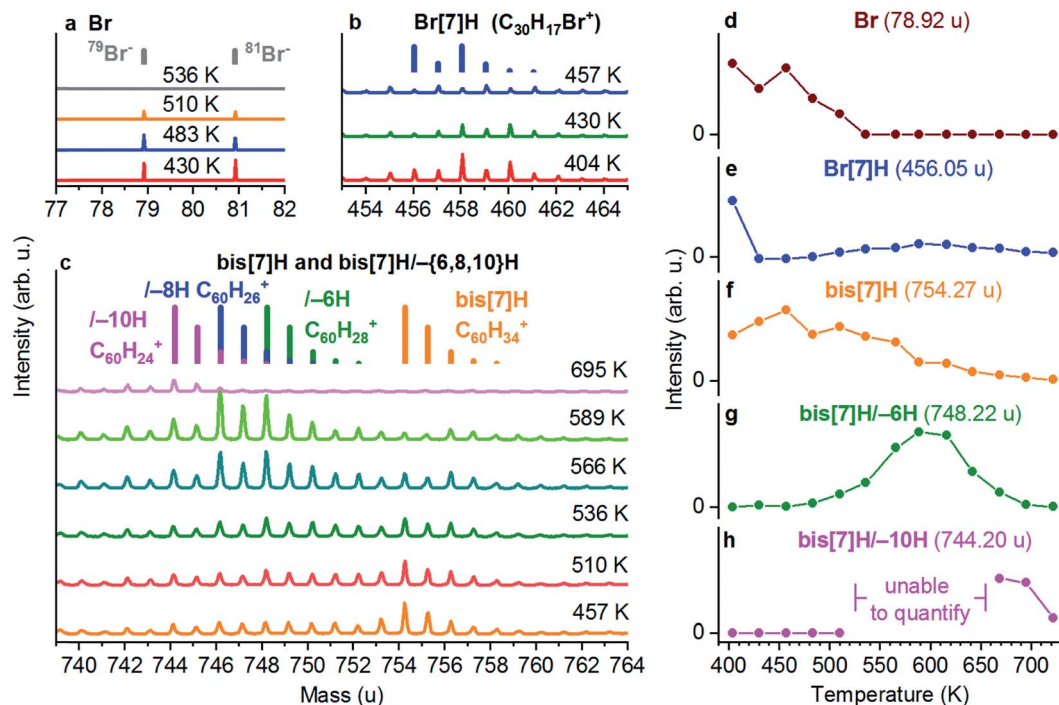 a Br
⁷⁹Br⁻ ⁸¹Br⁻
536 K
510 K
483 K
430 K
77 78 79 80 81 82
b Br[7]H (C₃₀H₁₇Br⁺)
457 K
430 K
404 K
454 456 458 460 462 464
Intensity (arb. u.)
c bis[7]H and bis[7]H/–{6,8,10}H
/–10H
C₆₀H₂₄⁺
/–8H C₆₀H₂₆⁺
/–6H
C₆₀H₂₈⁺
bis[7]H
C₆₀H₃₄⁺
695 K
589 K
566 K
536 K
510 K
457 K
740 742 744 746 748 750 752 754 756 758 760 762 764
Mass (u)
d Br (78.92 u)
0
e Br[7]H (456.05 u)
0
Intensity (arb. u.)
f bis[7]H (754.27 u)
0
g bis[7]H/–6H (748.22 u)
0
h bis[7]H/–10H (744.20 u)
unable
to quantify
0
400 450 500 550 600 650 700
Temperature (K)